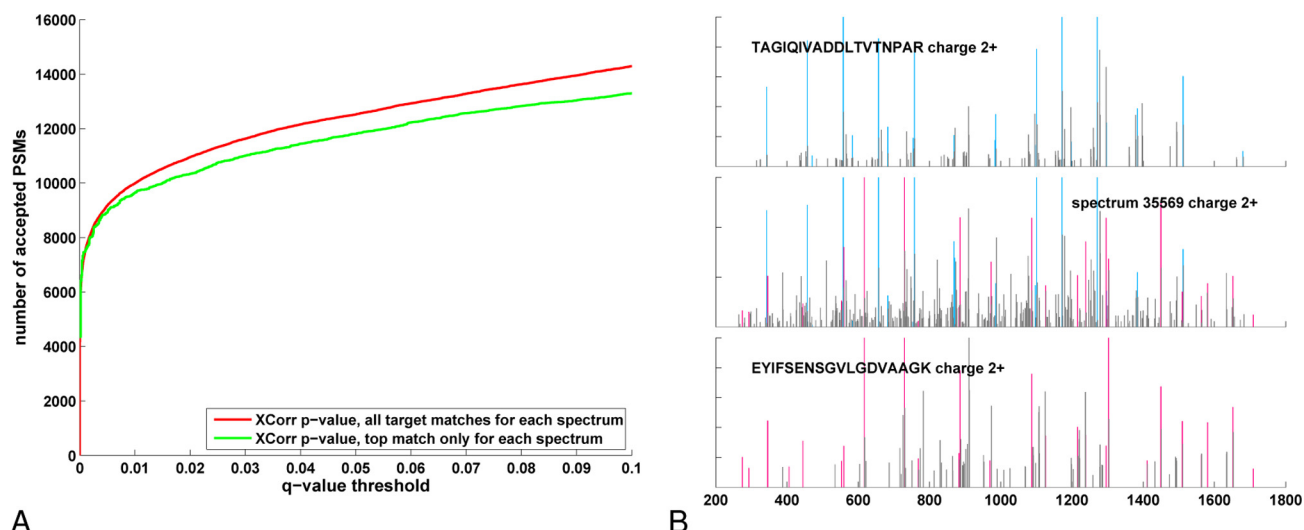 16000
14000
12000
10000
8000
6000
4000
2000
0
number of accepted PSMs
XCorr p-value, all target matches for each spectrum
XCorr p-value, top match only for each spectrum
0 0.01 0.02 0.03 0.04 0.05 0.06 0.07 0.08 0.09 0.1
q-value threshold
A
TAGIQIVADDLTVTNPAR charge 2+
spectrum 35569 charge 2+
EYIFSENSGVLGDVAAGK charge 2+
200 400 600 800 1000 1200 1400 1600 1800
B